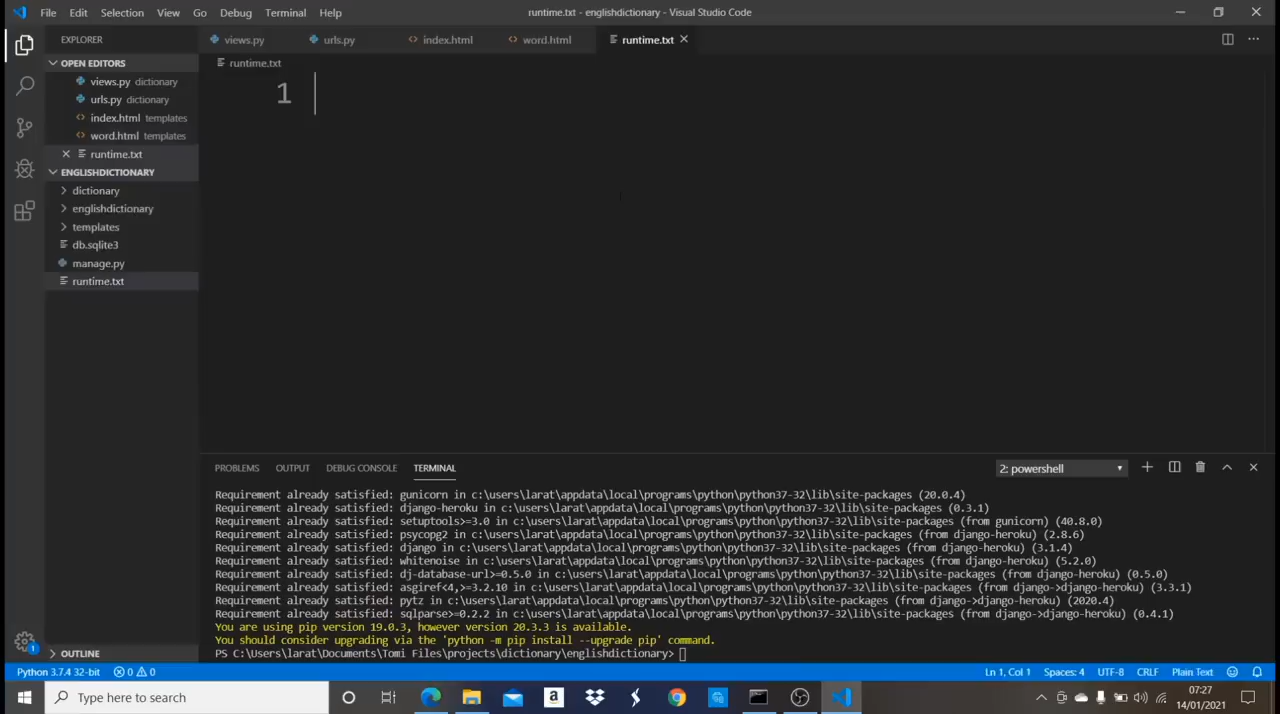 File Edit Selection View Go Debug Terminal Help runtime.txt - englishdictionary - Visual Studio Code
EXPLORER
views.py urls.py index.html word.html runtime.txt
OPEN EDITORS
runtime.txt
views.py dictionary
1
urls.py dictionary
index.html templates
word.html templates
runtime.txt
ENGLISHDICTIONARY
dictionary
englishdictionary
templates
db.sqlite3
manage.py
runtime.txt
PROBLEMS OUTPUT DEBUG CONSOLE TERMINAL 2: powershell
Requirement already satisfied: gunicorn in c:\users\larat\appdata\local\programs\python\python37-32\lib\site-packages (20.0.4)
Requirement already satisfied: django-heroku in c:\users\larat\appdata\local\programs\python\python37-32\lib\site-packages (0.3.1)
Requirement already satisfied: setuptools>=3.0 in c:\users\larat\appdata\local\programs\python\python37-32\lib\site-packages (from gunicorn) (40.8.0)
Requirement already satisfied: psycopg2 in c:\users\larat\appdata\local\programs\python\python37-32\lib\site-packages (from django-heroku) (2.8.6)
Requirement already satisfied: django in c:\users\larat\appdata\local\programs\python\python37-32\lib\site-packages (from django-heroku) (3.1.4)
Requirement already satisfied: whitenoise in c:\users\larat\appdata\local\programs\python\python37-32\lib\site-packages (from django-heroku) (5.2.0)
Requirement already satisfied: dj-database-url>=0.5.0 in c:\users\larat\appdata\local\programs\python\python37-32\lib\site-packages (from django-heroku) (0.5.0)
Requirement already satisfied: asgiref<4,>=3.2.10 in c:\users\larat\appdata\local\programs\python\python37-32\lib\site-packages (from django->django-heroku) (3.3.1)
Requirement already satisfied: pytz in c:\users\larat\appdata\local\programs\python\python37-32\lib\site-packages (from django->django-heroku) (2020.4)
Requirement already satisfied: sqlparse>=0.2.2 in c:\users\larat\appdata\local\programs\python\python37-32\lib\site-packages (from django->django-heroku) (0.4.1)
You are using pip version 19.0.3, however version 20.3.3 is available.
You should consider upgrading via the 'python -m pip install --upgrade pip' command.
PS C:\Users\larat\Documents\Tomi Files\projects\dictionary\englishdictionary>
1
OUTLINE
Python 3.7.4 32-bit 0 0 Ln 1, Col 1 Spaces: 4 UTF-8 CRLF Plain Text
Type here to search
07:27
14/01/2021